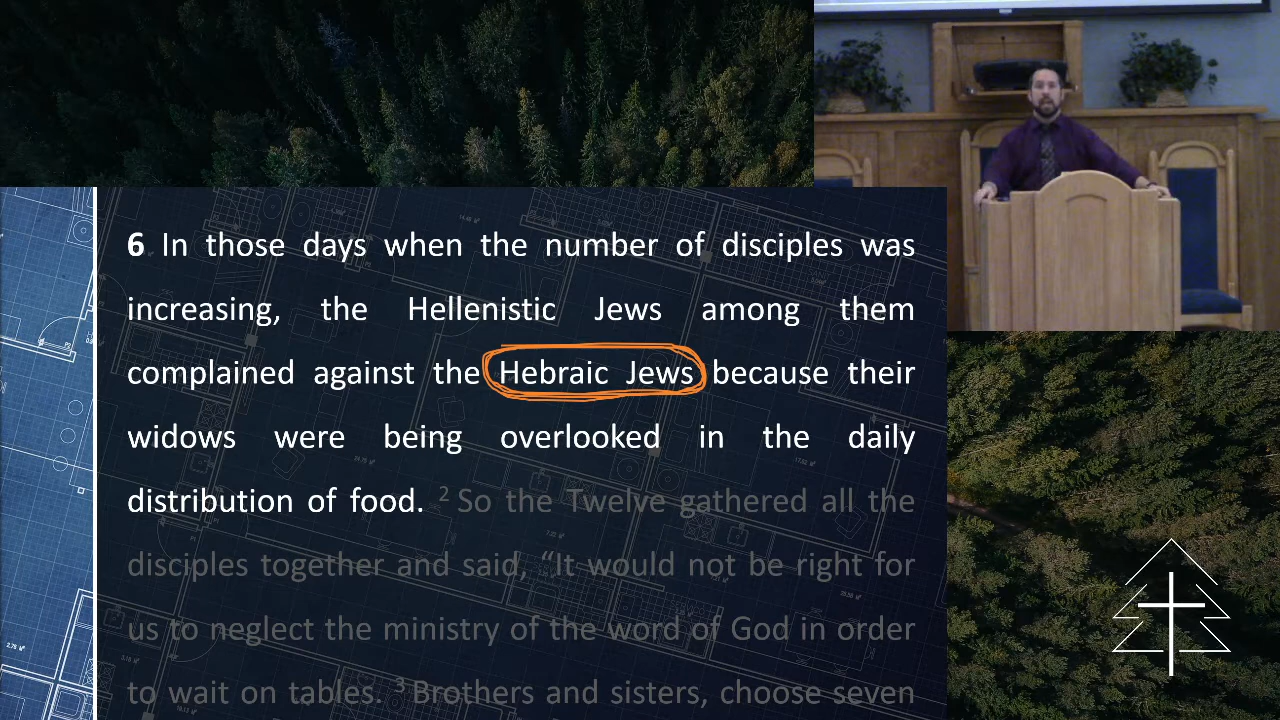 6 In those days when the number of disciples was
increasing, the Hellenistic Jews among them
complained against the Hebraic Jews because their
widows were being overlooked in the daily
distribution of food. 2 So the Twelve gathered all the
disciples together and said, “It would not be right for
us to neglect the ministry of the word of God in order
to wait on tables. 3 Brothers and sisters, choose seven